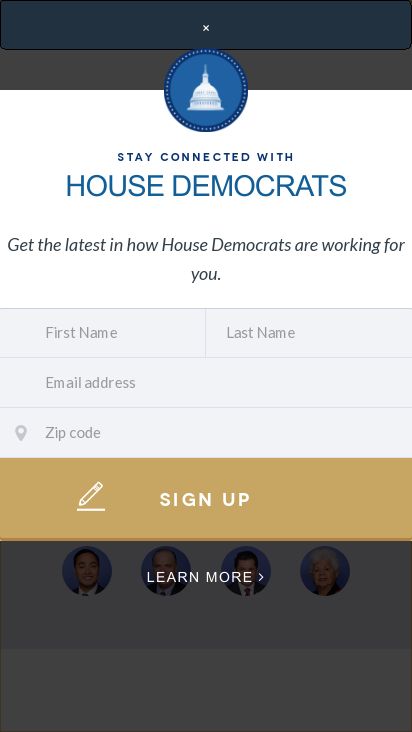 ×
STAY CONNECTED WITH
HOUSE DEMOCRATS
Get the latest in how House Democrats are working for
you.
First Name
Last Name
Email address
Zip code
SIGN UP
LEARN MORE >